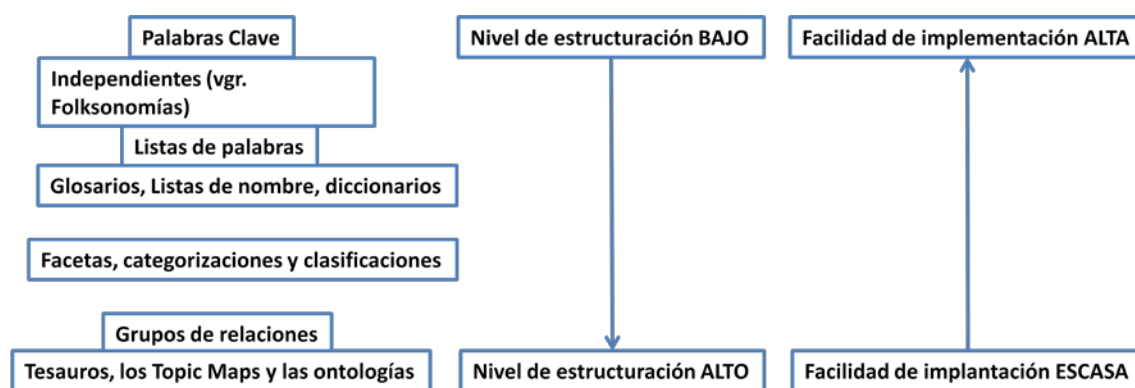 Palabras Clave
Nivel de estructuración BAJO
Facilidad de implementación ALTA
Independientes (vgr.
Folksonomías)
Listas de palabras
Glosarios, Listas de nombre, diccionarios
Facetas, categorizaciones y clasificaciones
Grupos de relaciones
Tesauros, los Topic Maps y las ontologías
Nivel de estructuración ALTO
Facilidad de implantación ESCASA